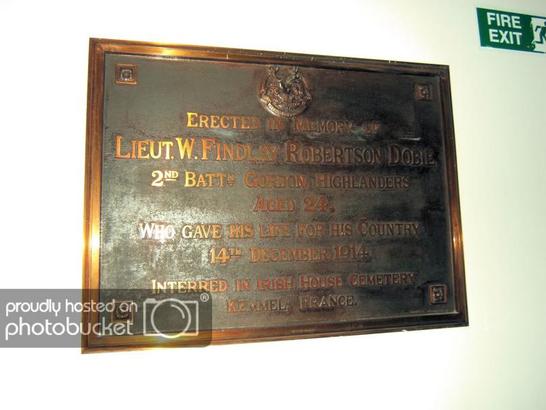 FIRE
EXIT
ERECTED IN MEMORY OF
LIEUT. W. FINDLAY ROBERTSON DOBIE
2ND BATTN GORDON HIGHLANDERS
AGED 24.
WHO GAVE HIS LIFE FOR HIS COUNTRY
14TH DECEMBER 1914.
INTERRED IN IRISH HOUSE CEMETERY
KEMMEL, FRANCE.
proudly hosted on
photobucket®